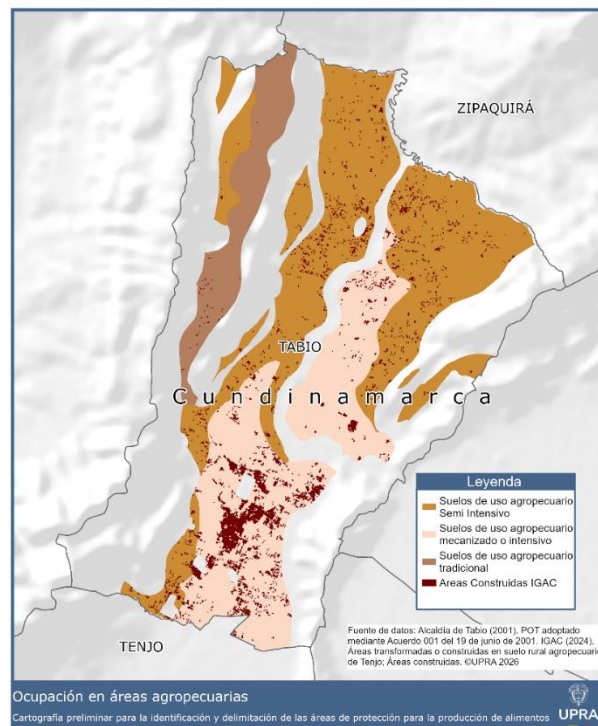 ZIPAQUIRÁ
TABIO
Cundinamarca
TENJO
Leyenda
Suelos de uso agropecuario
Semi Intensivo
Suelos de uso agropecuario
mecanizado o intensivo
Suelos de uso agropecuario
tradicional
Areas Construidas IGAC
Fuente de datos: Alcaldía de Tabio (2001). POT adoptado
mediante Acuerdo 001 del 19 de junio de 2001. IGAC (2024).
Áreas transformadas o construidas en suelo rural agropecuario
de Tenjo; Áreas construidas. ©UPRA 2026
Ocupación en áreas agropecuarias
Cartografía preliminar para la identificación y delimitación de las áreas de protección para la producción de alimentos
UPRA